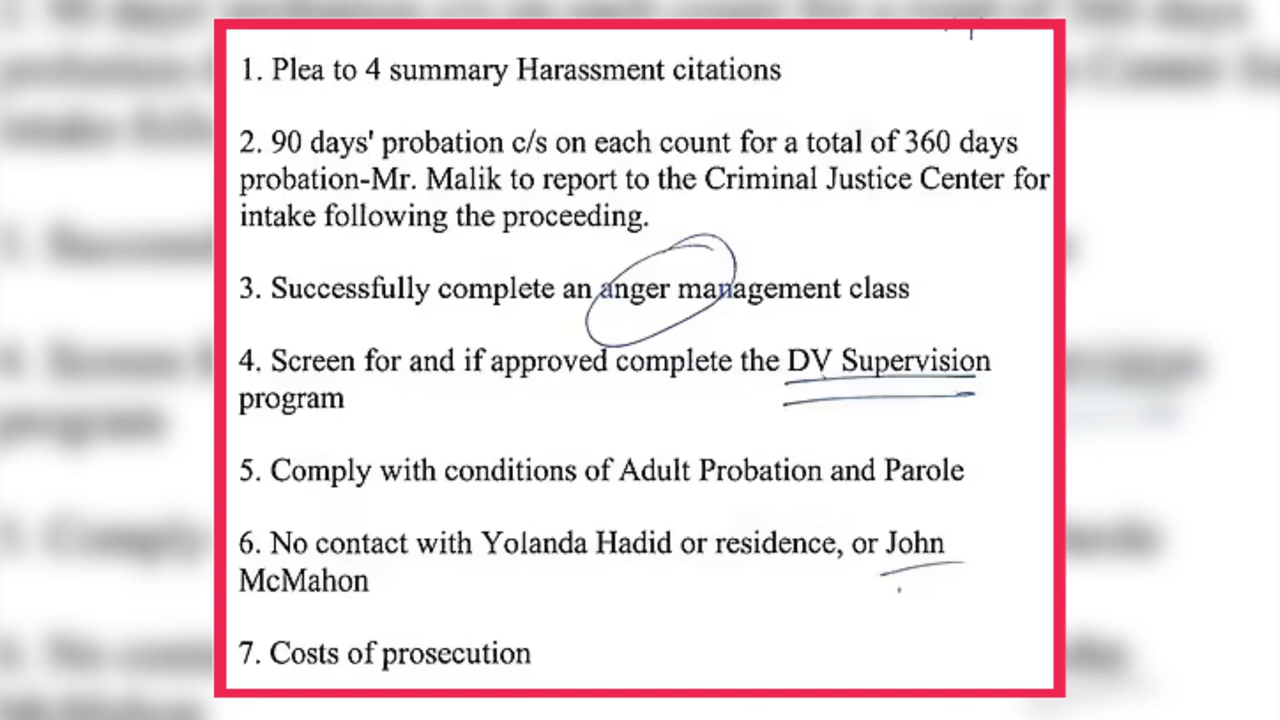 1. Plea to 4 summary Harassment citations
2. 90 days' probation c/s on each count for a total of 360 days
probation-Mr. Malik to report to the Criminal Justice Center for
intake following the proceeding.
3. Successfully complete an anger management class
4. Screen for and if approved complete the DV Supervision
program
5. Comply with conditions of Adult Probation and Parole
6. No contact with Yolanda Hadid or residence, or John
McMahon
7. Costs of prosecution